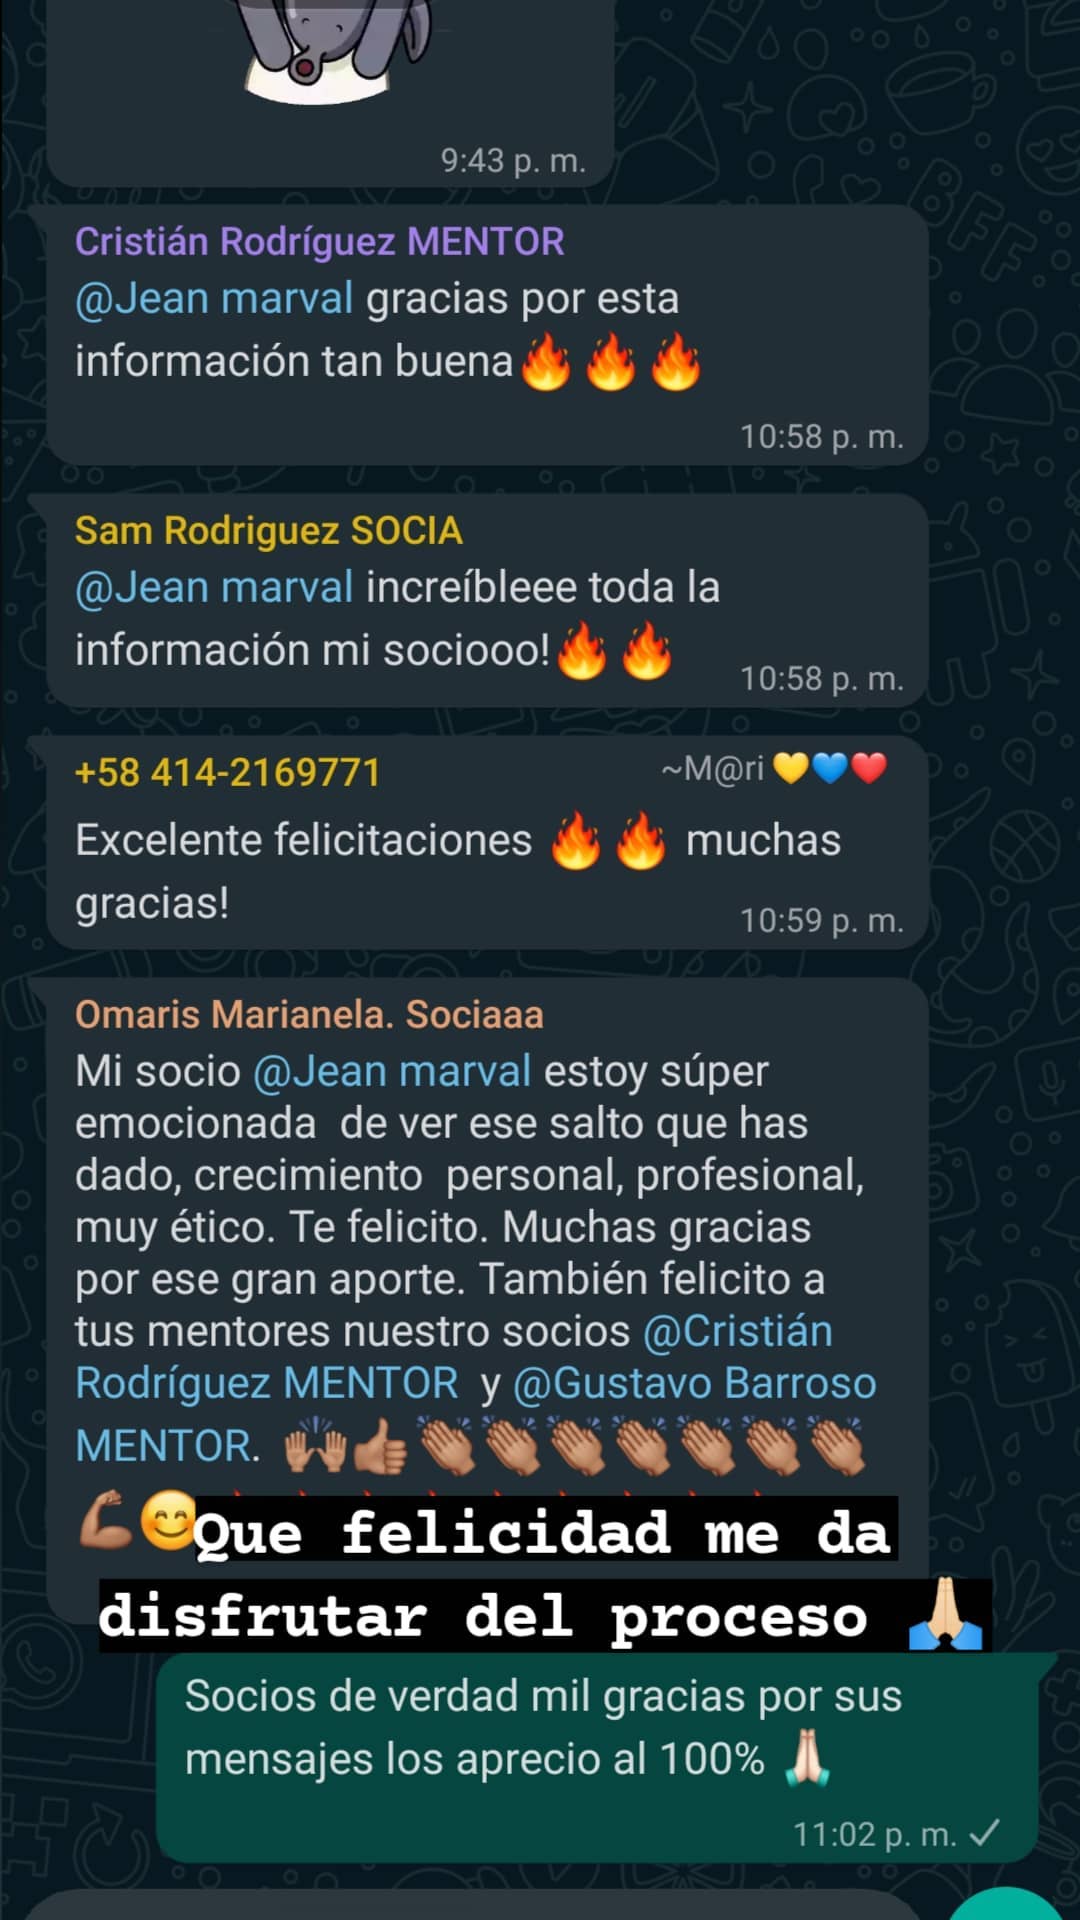 9:43 p. m.
Cristián Rodríguez MENTOR
@Jean marval gracias por esta
información tan buena🔥🔥🔥
10:58 p. m.
Sam Rodriguez SOCIA
@Jean marval increíbleee toda la
información mi sociooo!🔥🔥
10:58 p. m.
+58 414-2169771 ~M@ri💛💙❤️
Excelente felicitaciones 🔥🔥 muchas
gracias!
10:59 p. m.
Omaris Marianela. Sociaaa
Mi socio @Jean marval estoy súper
emocionada  de ver ese salto que has
dado, crecimiento  personal, profesional,
muy ético. Te felicito. Muchas gracias
por ese gran aporte. También felicito a
tus mentores nuestro socios @Cristián
Rodríguez MENTOR  y @Gustavo Barroso
MENTOR. 🙌🏽👍🏽👏🏽👏🏽👏🏽👏🏽👏🏽👏🏽👏🏽
💪🏽😊Que felicidad me da
disfrutar del proceso 🙏🏻
Socios de verdad mil gracias por sus
mensajes los aprecio al 100% 🙏🏻
11:02 p. m. ✓
BFF